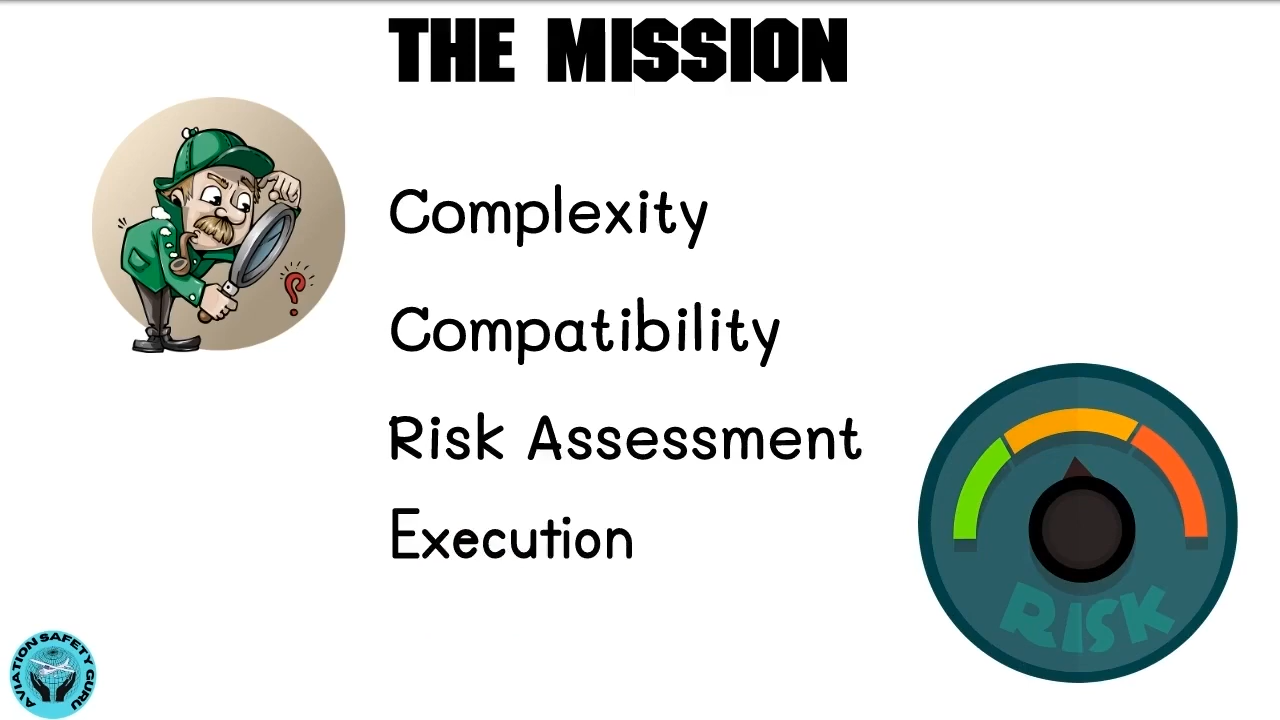 THE MISSION
Complexity
Compatibility
Risk Assessment
Execution
RISK
AVIATION SAFETY GURU